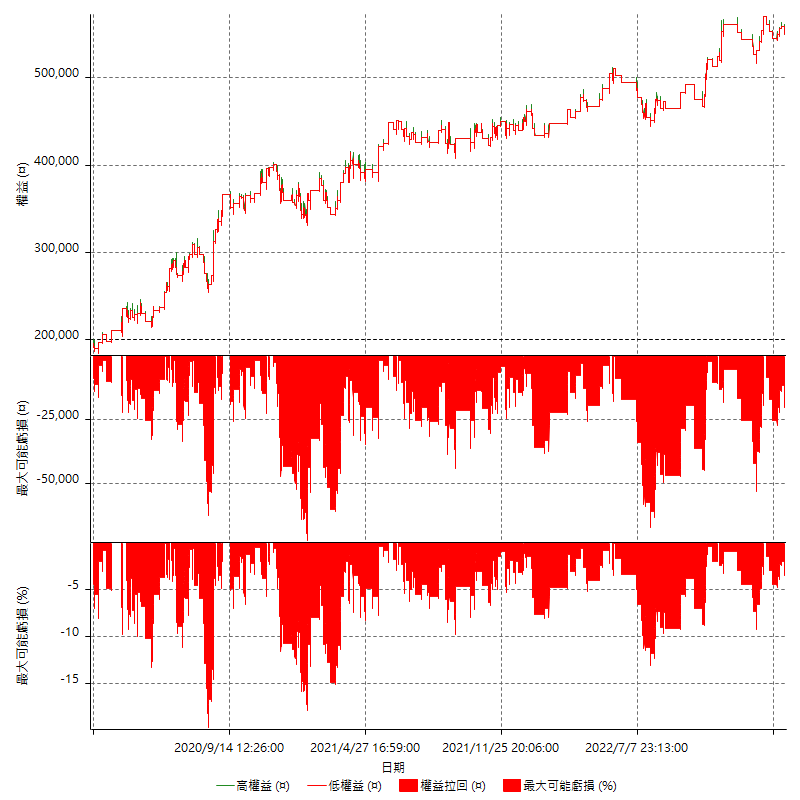 500,000
400,000
300,000
200,000
權益 (¤)
-25,000
-50,000
最大可能虧損 (¤)
-5
-10
-15
最大可能虧損 (%)
2020/9/14 12:26:00 2021/4/27 16:59:00 2021/11/25 20:06:00 2022/7/7 23:13:00
日期
高權益 (¤) 低權益 (¤) 權益拉回 (¤) 最大可能虧損 (%)